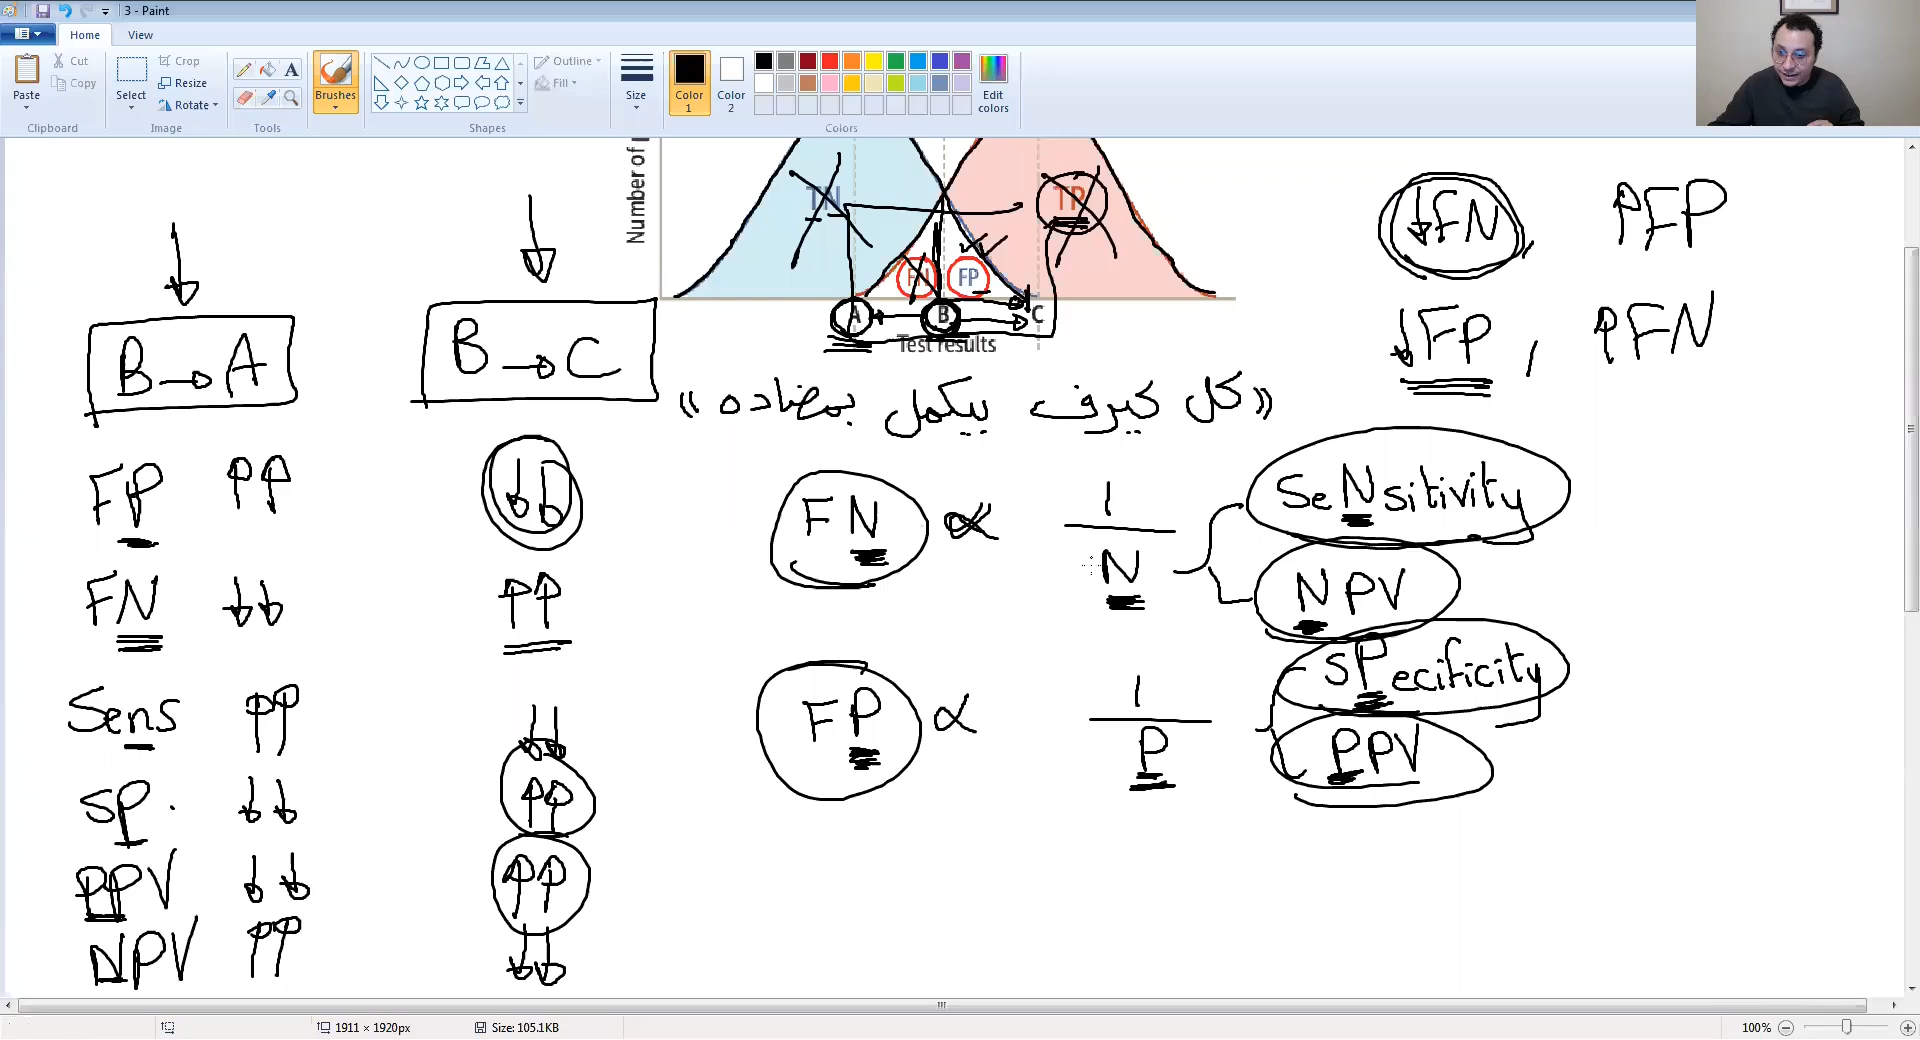 3 - Paint
Home View
Paste Cut Copy Clipboard
Select Crop Resize Rotate Image
Tools
Brushes
Outline Fill Shapes
Size
Color 1 Color 2 Edit colors Colors
Number of
TN TP
FN FP
A B C
Test results
↓FN, ↑FP
↓FP, ↑FN
B → A B → C
« كل كيرف بيكمل بمضاده »
FP ↑↑ ↓↓
FN ↓↓ ↑↑
Sens ↑↑ ↓↓
SP. ↓↓ ↑↑
PPV ↓↓ ↑↑
NPV ↑↑ ↓↓
FN ∝ 1/N SeNsitivity
NPV
FP ∝ 1/P sPecificity
PPV
1911 × 1920px Size: 105.1KB 100%